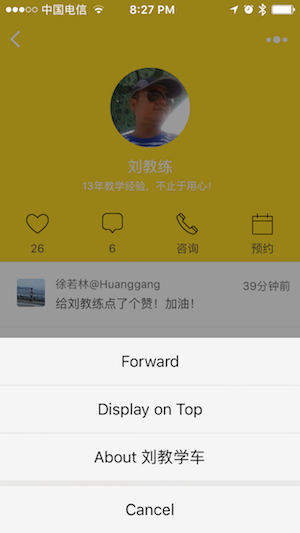 中国电信 8:27 PM
刘教练
13年教学经验，不止于用心！
26 6 咨询 预约
徐若林@Huanggang 39分钟前
给刘教练点了个赞！加油！
Forward
Display on Top
About 刘教学车
Cancel